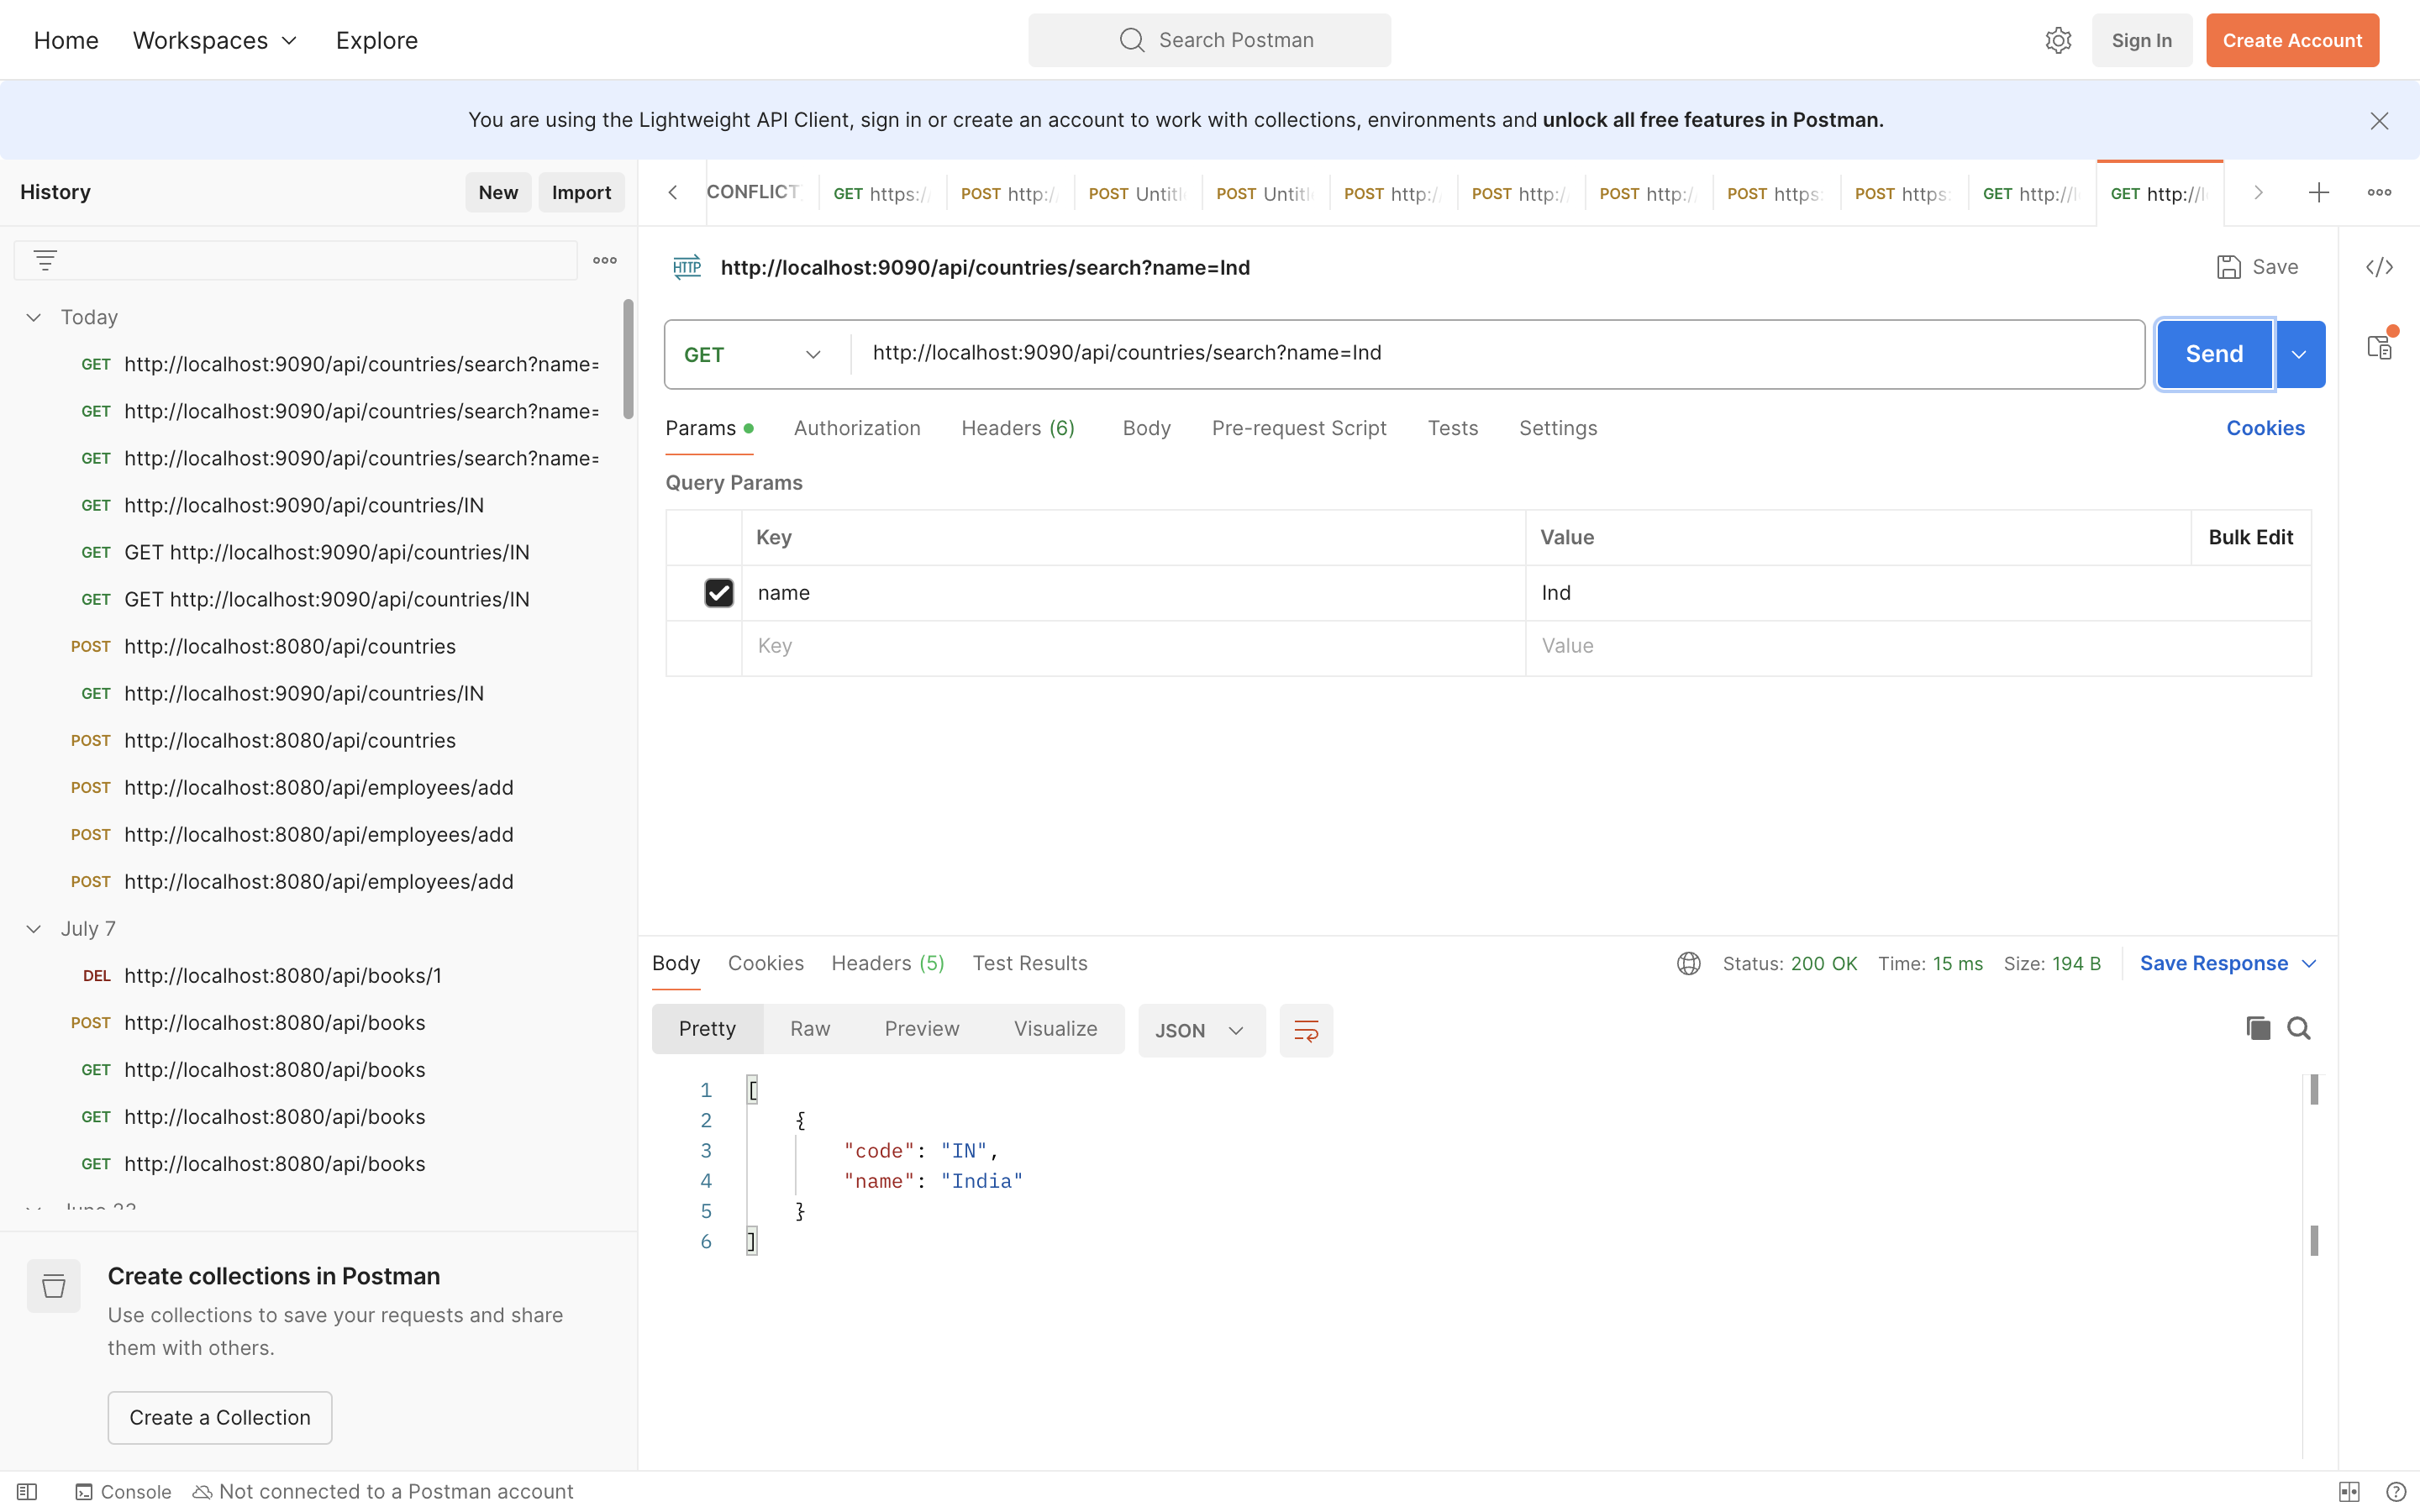 Home Workspaces Explore Search Postman Sign In Create Account
You are using the Lightweight API Client, sign in or create an account to work with collections, environments and unlock all free features in Postman.
History New Import
CONFLICT GET https:/ POST http:/ POST Untitl POST Untitl POST http:/ POST http:/ POST http:/ POST https: POST https: GET http://l GET http://l
Today
GET http://localhost:9090/api/countries/search?name=
GET http://localhost:9090/api/countries/search?name=
GET http://localhost:9090/api/countries/search?name=
GET http://localhost:9090/api/countries/IN
GET GET http://localhost:9090/api/countries/IN
GET GET http://localhost:9090/api/countries/IN
POST http://localhost:8080/api/countries
GET http://localhost:9090/api/countries/IN
POST http://localhost:8080/api/countries
POST http://localhost:8080/api/employees/add
POST http://localhost:8080/api/employees/add
POST http://localhost:8080/api/employees/add
July 7
DEL http://localhost:8080/api/books/1
POST http://localhost:8080/api/books
GET http://localhost:8080/api/books
GET http://localhost:8080/api/books
GET http://localhost:8080/api/books
Create collections in Postman
Use collections to save your requests and share
them with others.
Create a Collection
HTTP http://localhost:9090/api/countries/search?name=Ind Save
GET http://localhost:9090/api/countries/search?name=Ind Send
Params Authorization Headers (6) Body Pre-request Script Tests Settings Cookies
Query Params
Key Value Bulk Edit
name Ind
Key Value
Body Cookies Headers (5) Test Results Status: 200 OK Time: 15 ms Size: 194 B Save Response
Pretty Raw Preview Visualize JSON
1 [
2 {
3 "code": "IN",
4 "name": "India"
5 }
6 ]
Console Not connected to a Postman account